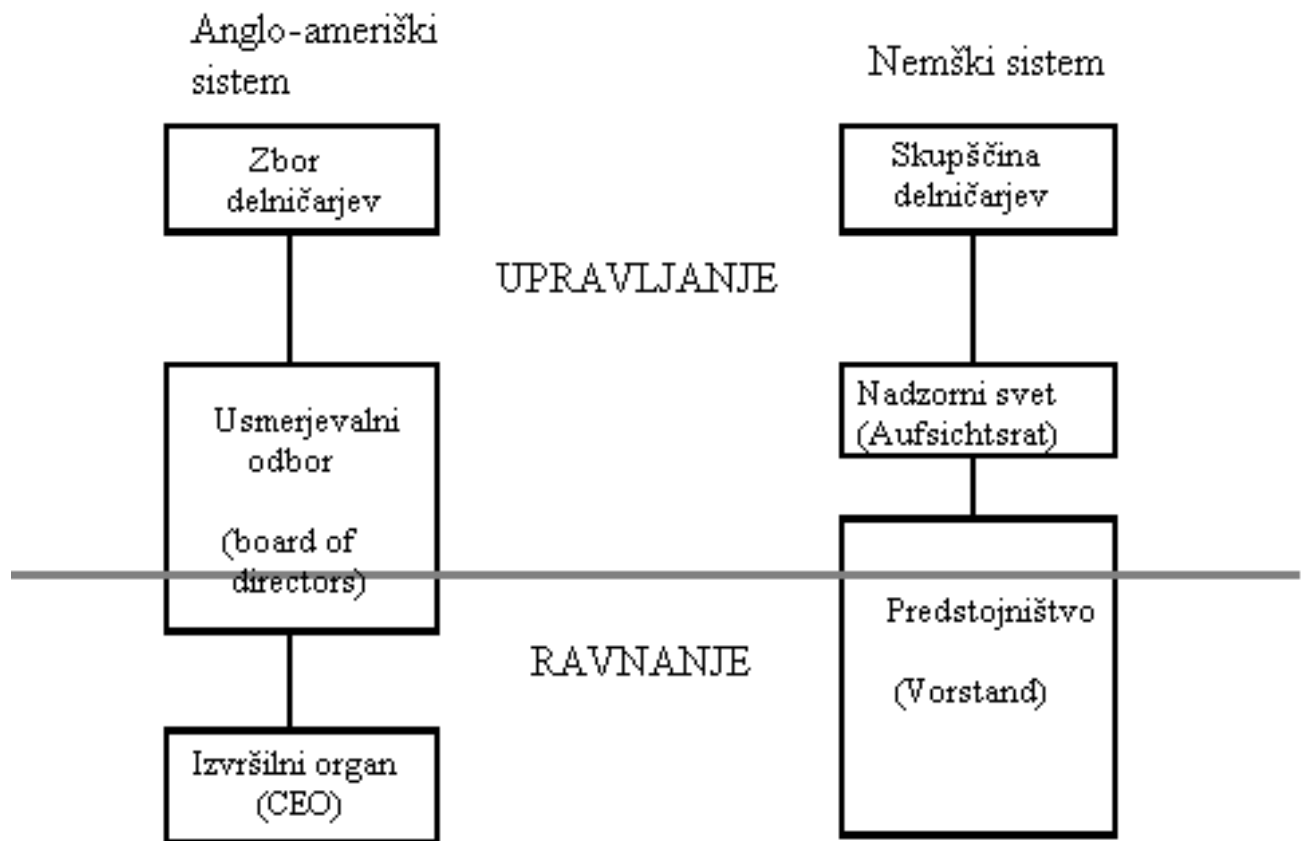 Anglo-ameriški
sistem
Nemški sistem
Zbor
delničarjev
Skupščina
delničarjev
UPRAVLJANJE
Usmerjevalni
odbor
(board of
directors)
Nadzorni svet
(Aufsichtsrat)
Predstojništvo
(Vorstand)
RAVNANJE
Izvršilni organ
(CEO)